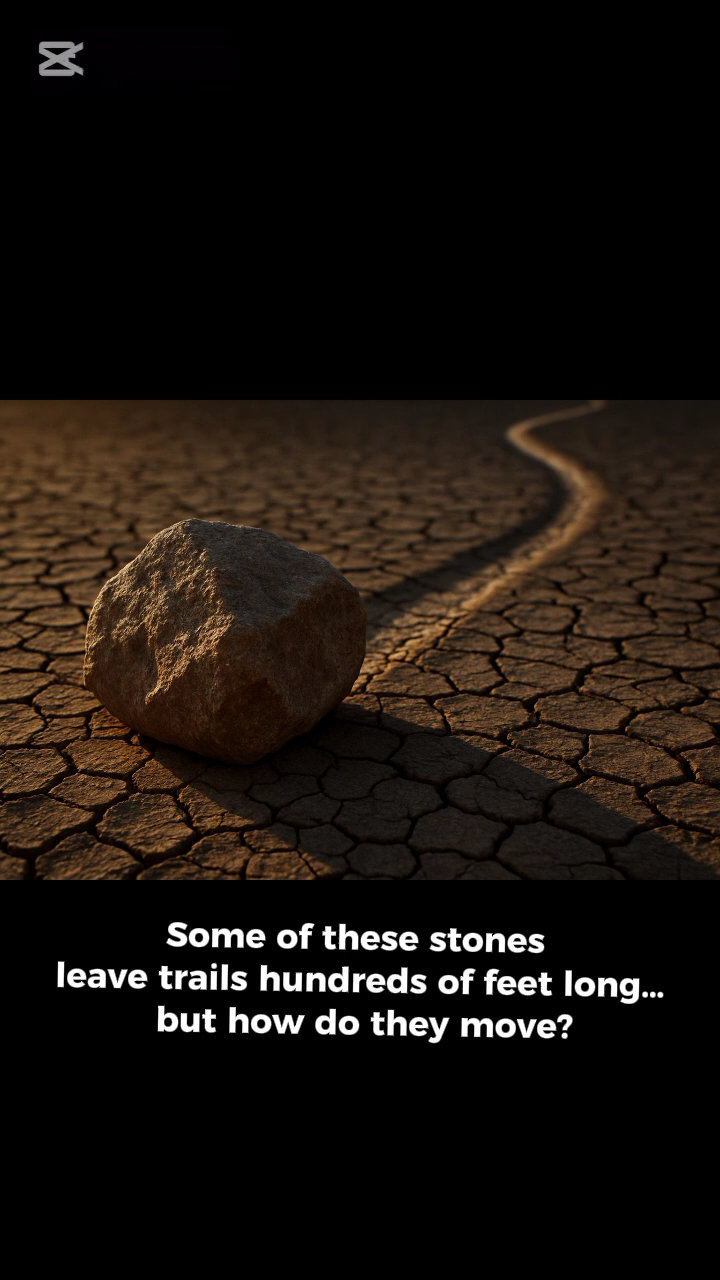 Some of these stones
leave trails hundreds of feet long...
but how do they move?